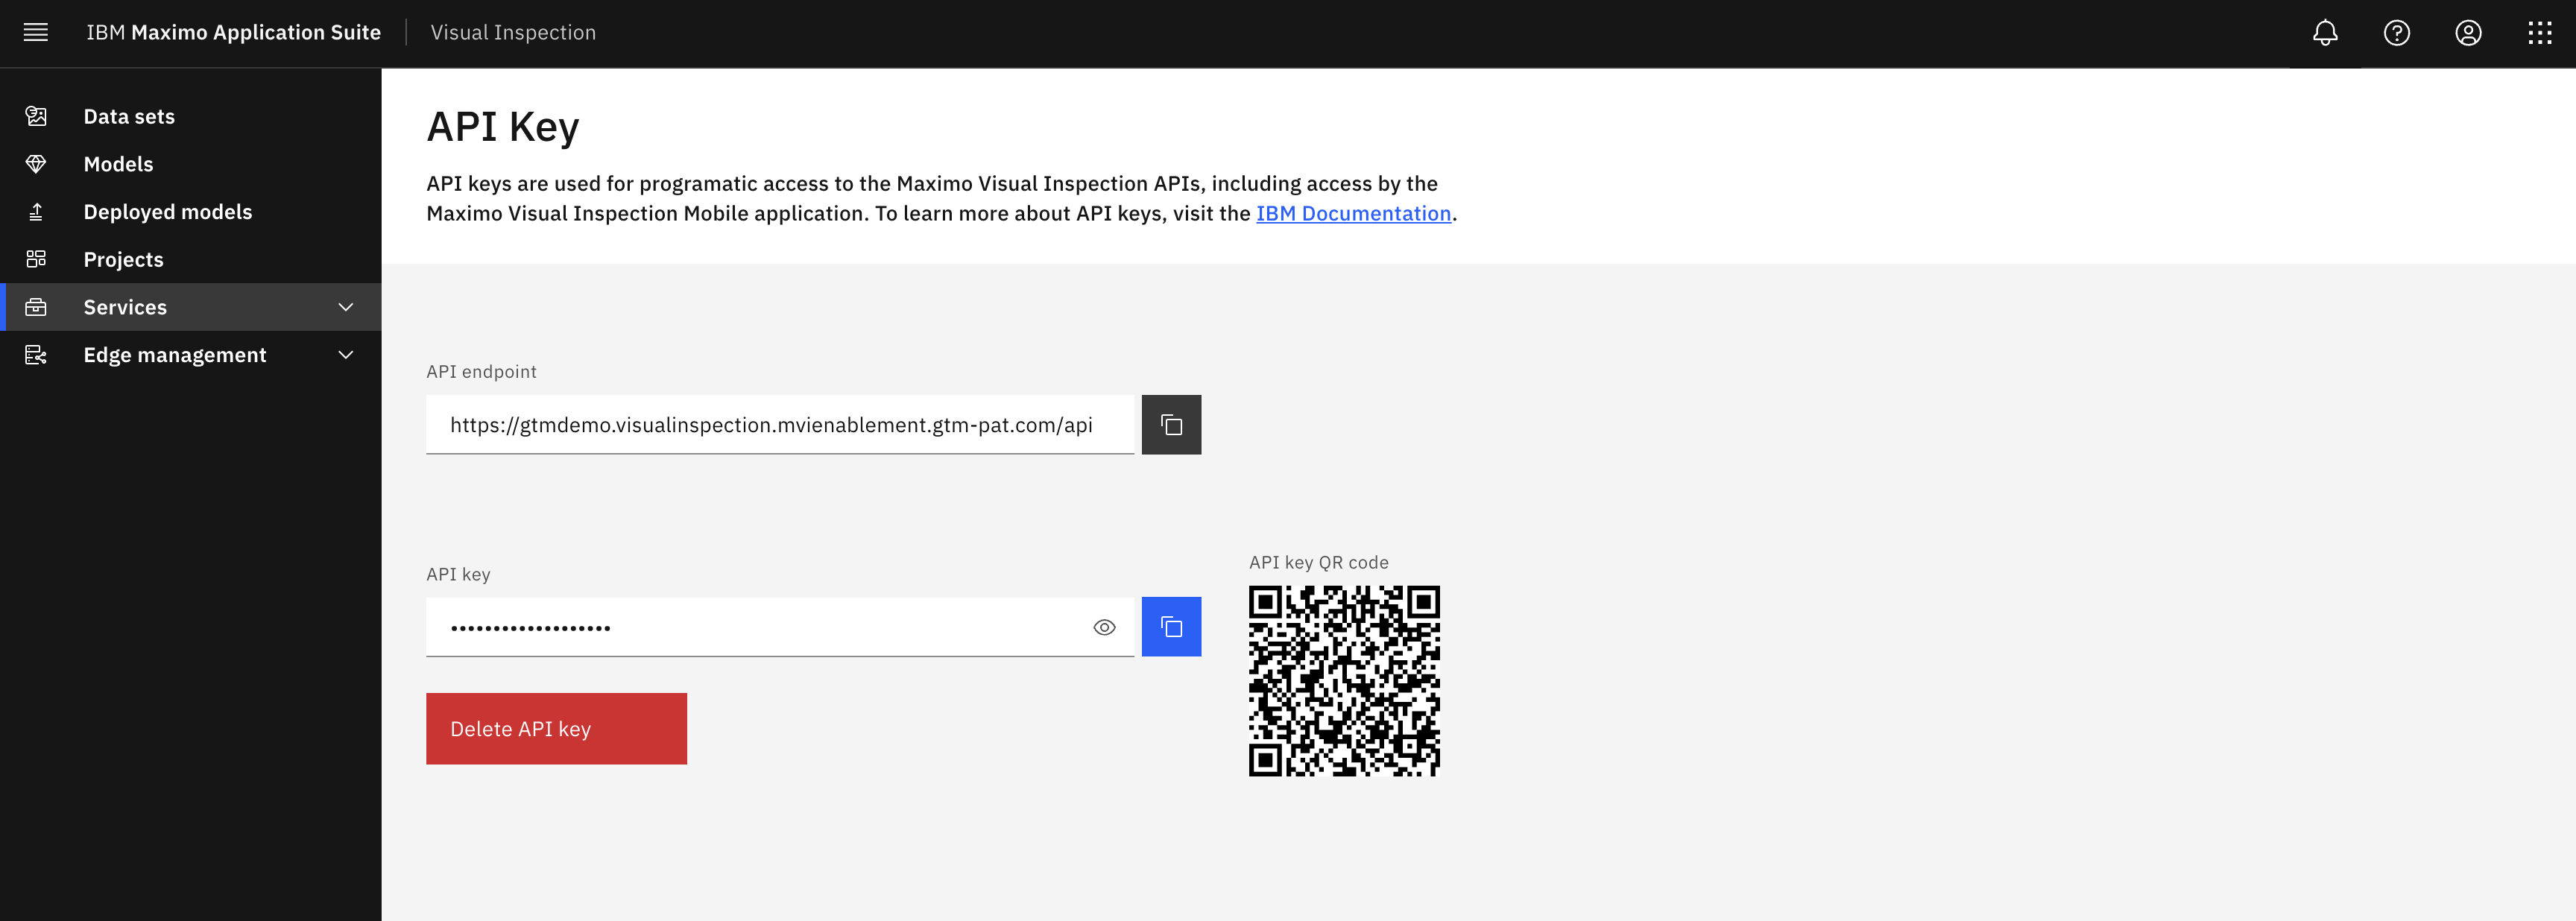 IBM Maximo Application Suite
Visual Inspection
Data sets
Models
Deployed models
Projects
Services
Edge management
API Key
API keys are used for programatic access to the Maximo Visual Inspection APIs, including access by the
Maximo Visual Inspection Mobile application. To learn more about API keys, visit the IBM Documentation.
API endpoint
https://gtmdemo.visualinspection.mvienablement.gtm-pat.com/api
API key
•••••••••••••••••••
Delete API key
API key QR code